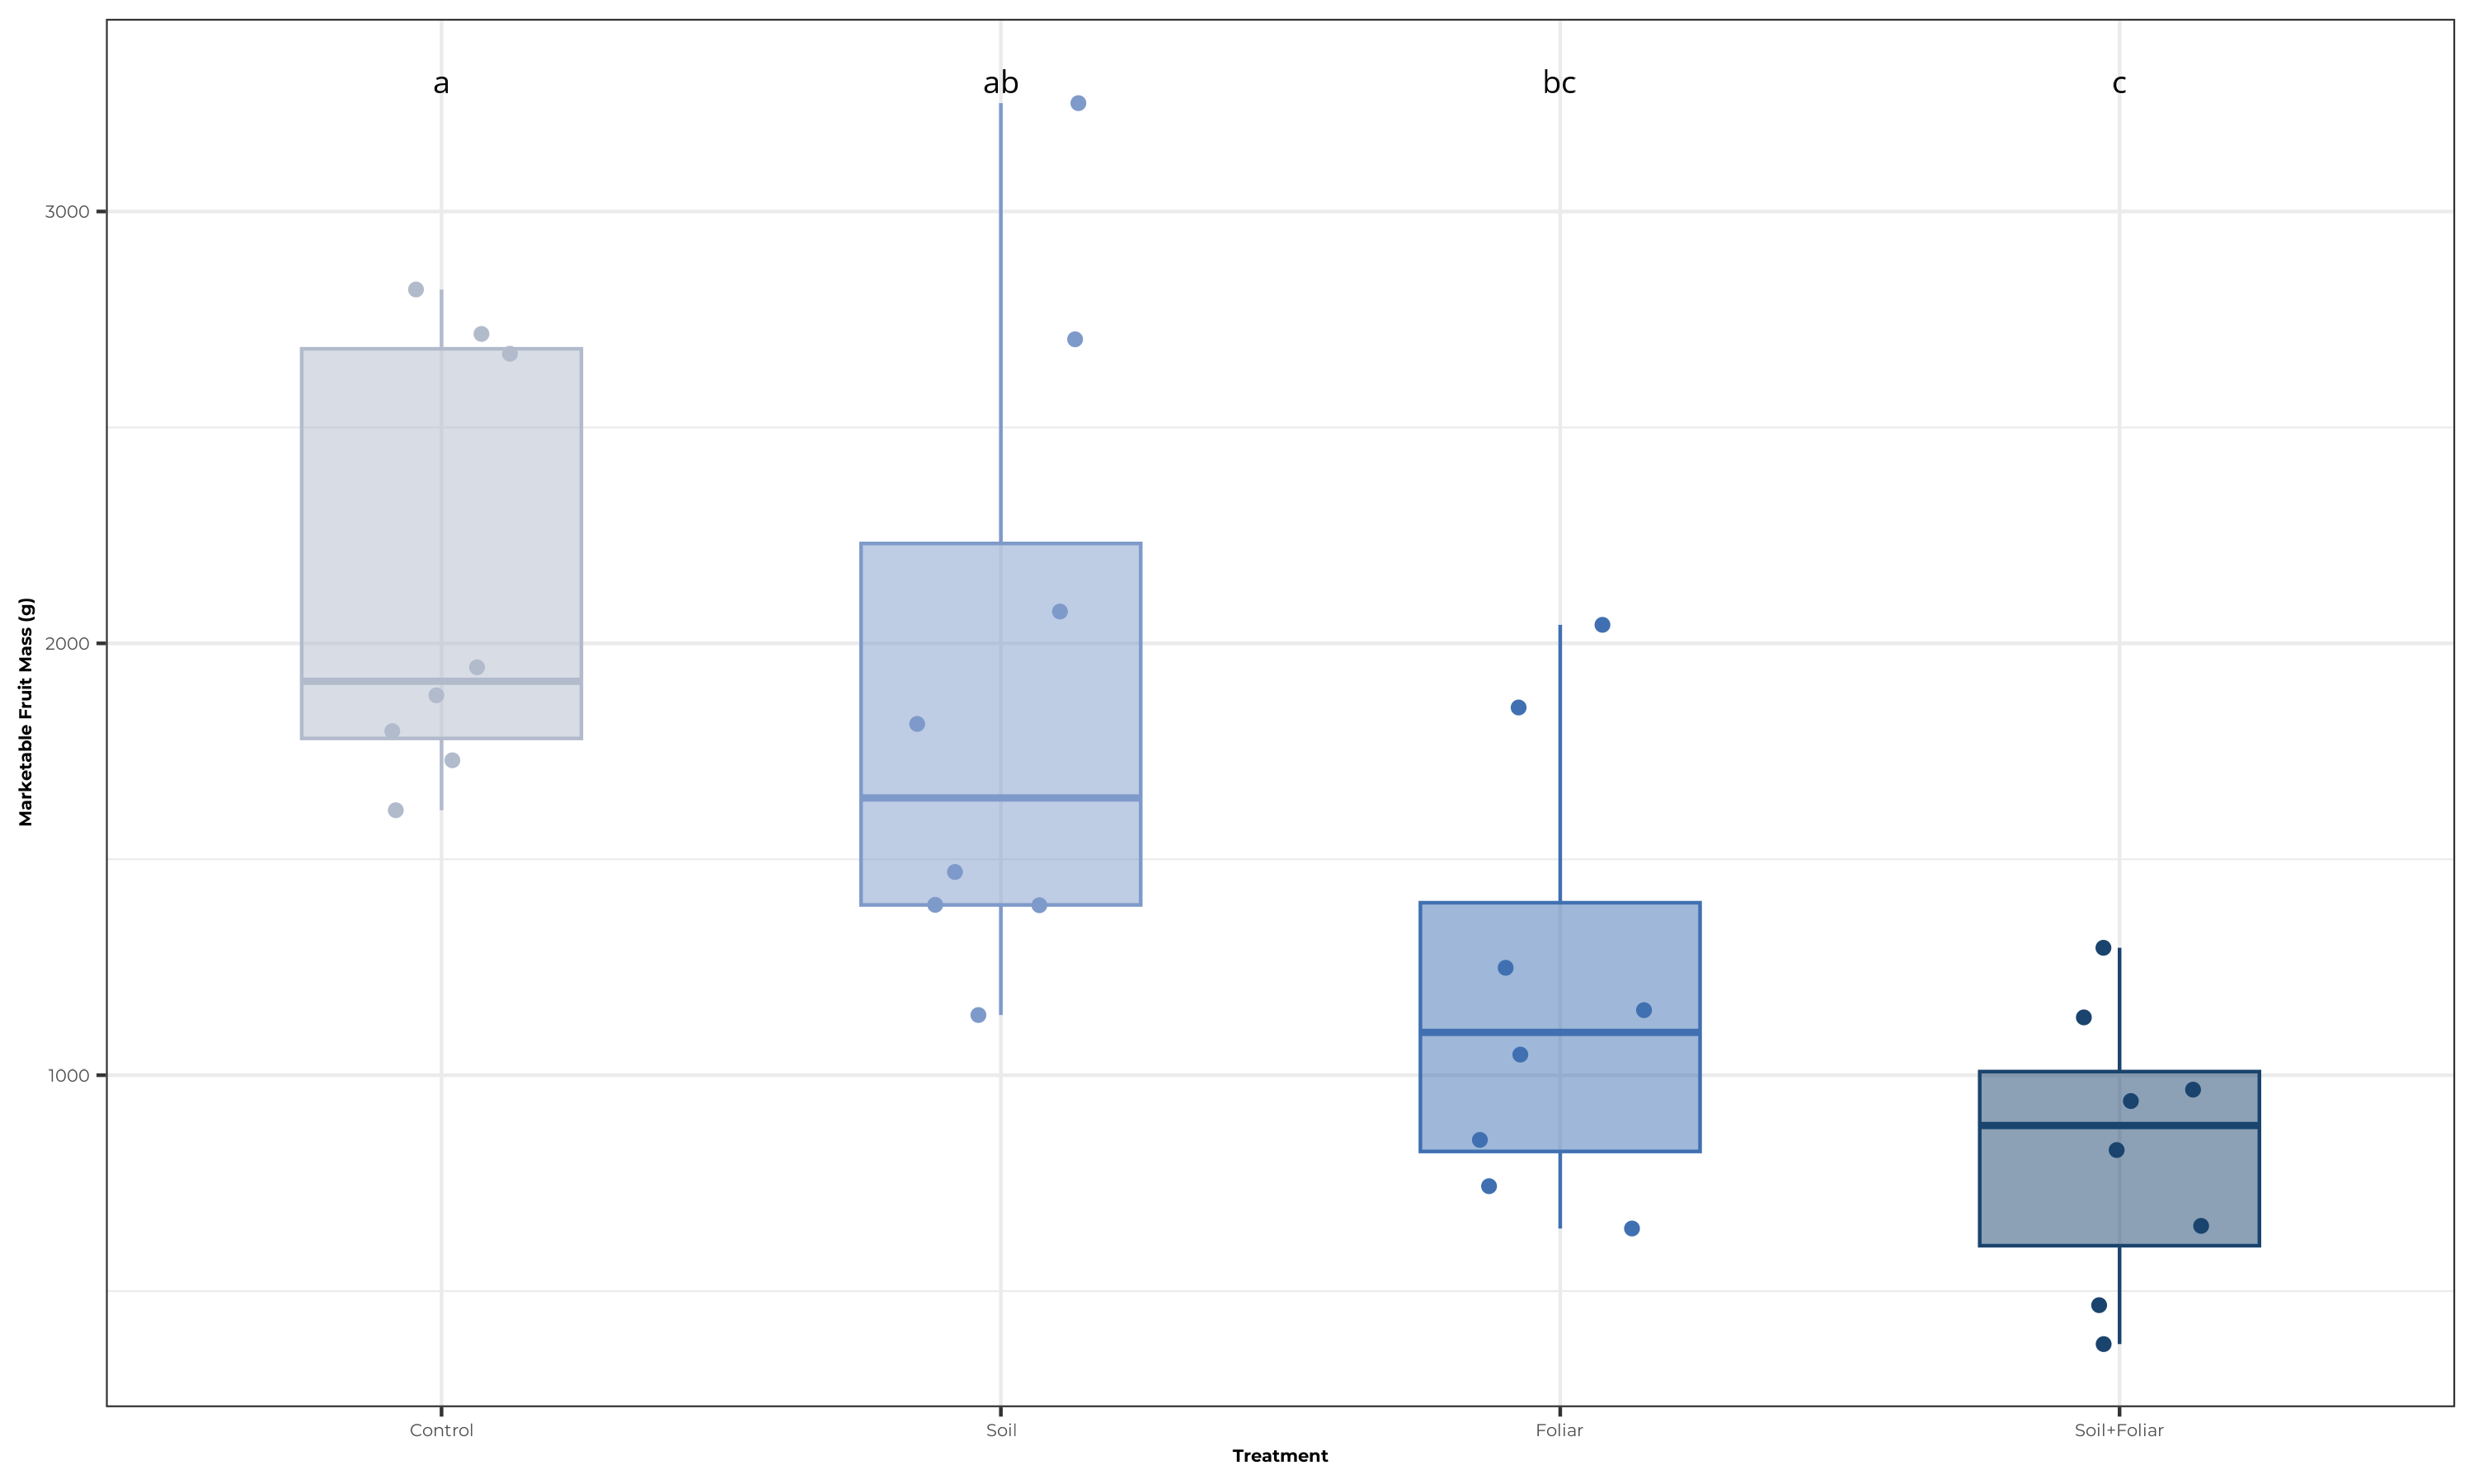 a ab bc c
3000
2000
1000
Marketable Fruit Mass (g)
Control Soil Foliar Soil+Foliar
Treatment